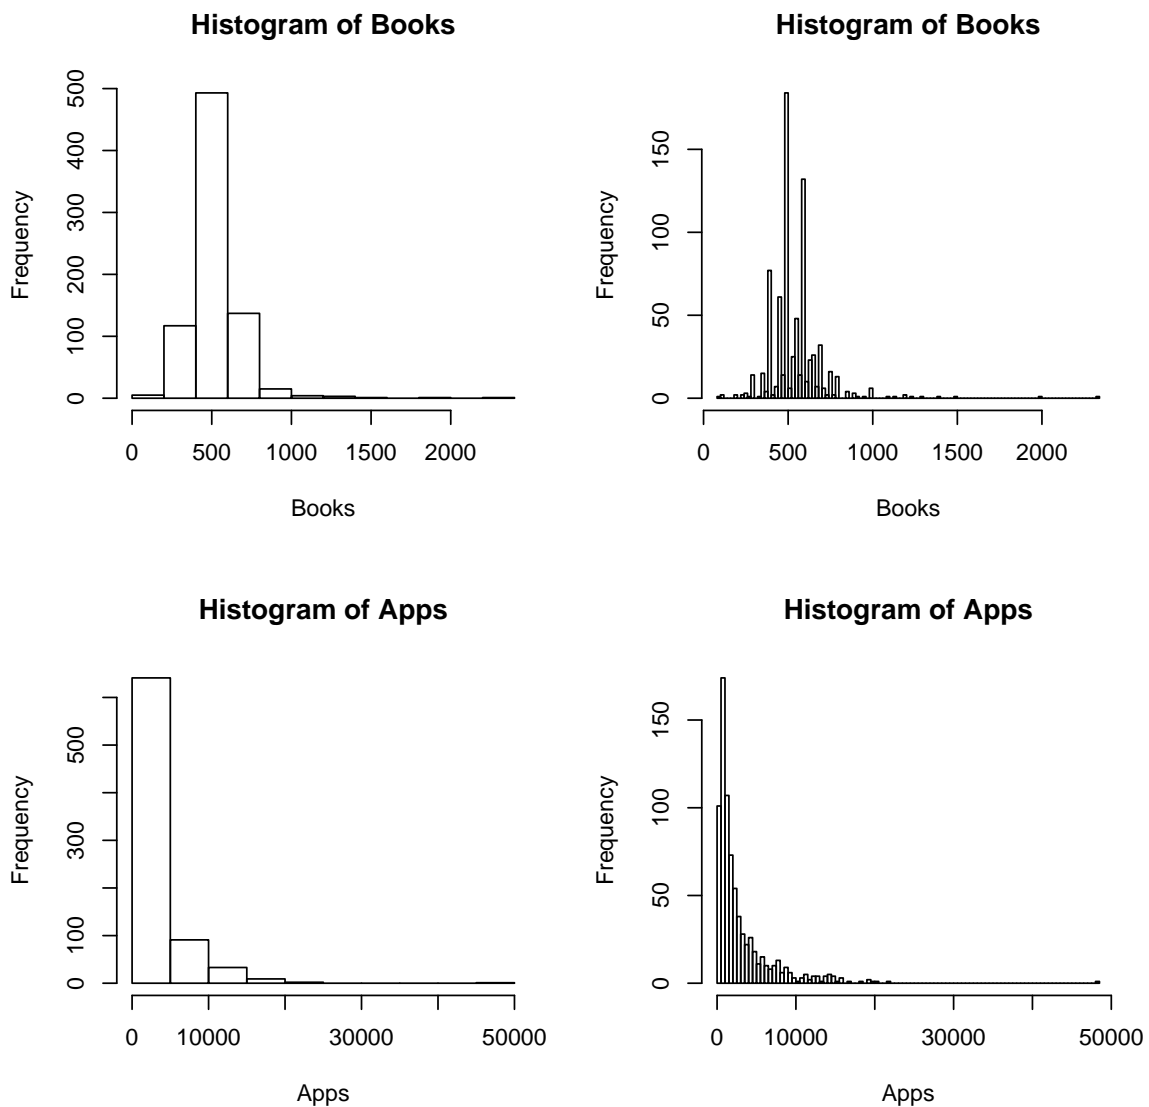 Histogram of Books
Frequency
0 100 200 300 400 500
0 500 1000 1500 2000
Books
Histogram of Books
Frequency
0 50 100 150
0 500 1000 1500 2000
Books
Histogram of Apps
Frequency
0 100 300 500
0 10000 30000 50000
Apps
Histogram of Apps
Frequency
0 50 100 150
0 10000 30000 50000
Apps